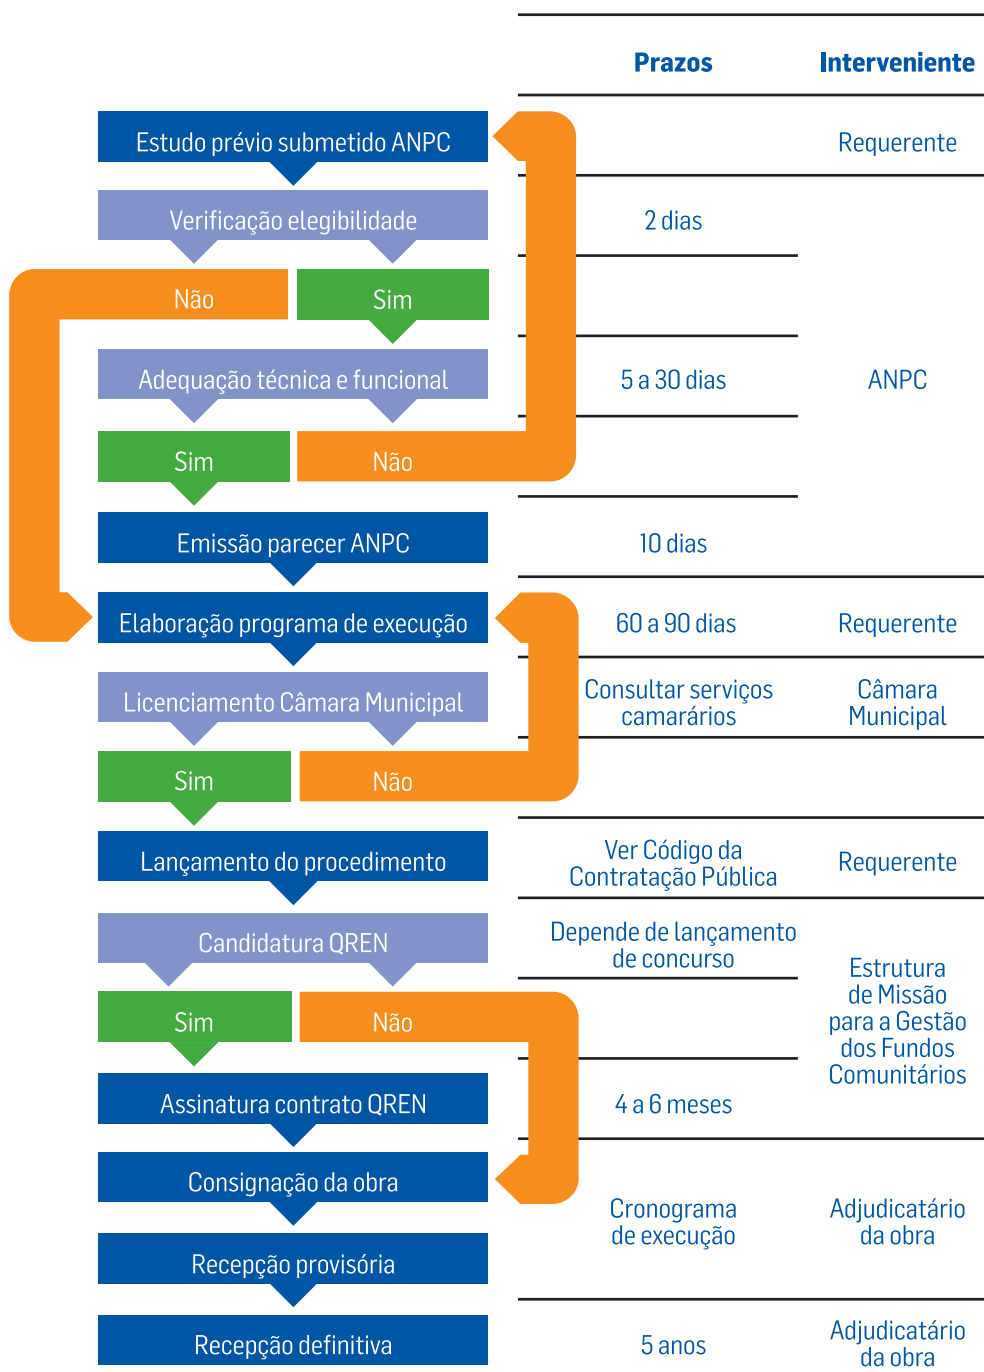 Prazos Interveniente
Estudo prévio submetido ANPC Requerente
Verificação elegibilidade 2 dias
Não Sim
Adequação técnica e funcional 5 a 30 dias ANPC
Sim Não
Emissão parecer ANPC 10 dias
Elaboração programa de execução 60 a 90 dias Requerente
Licenciamento Câmara Municipal
Consultar serviços
camarários
Câmara
Municipal
Sim Não
Lançamento do procedimento
Ver Código da
Contratação Pública
Requerente
Candidatura QREN
Depende de lançamento
de concurso
Estrutura
de Missão
para a Gestão
dos Fundos
Comunitários
Sim Não
Assinatura contrato QREN 4 a 6 meses
Consignação da obra
Cronograma
de execução
Adjudicatário
da obra
Recepção provisória
Recepção definitiva 5 anos
Adjudicatário
da obra